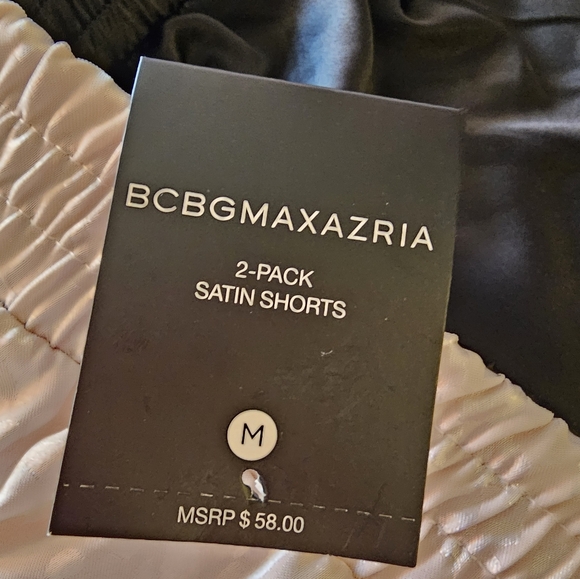 BCBGMAXAZRIA
2-PACK
SATIN SHORTS
M
MSRP $ 58.00